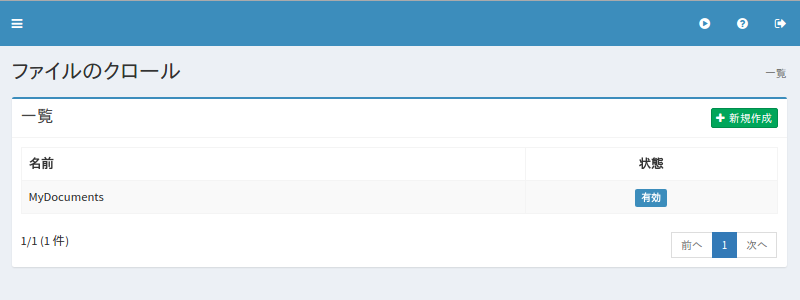 ファイルのクロール
一覧
一覧
新規作成
名前 状態
MyDocuments 有効
1/1 (1 件)
前へ 1 次へ